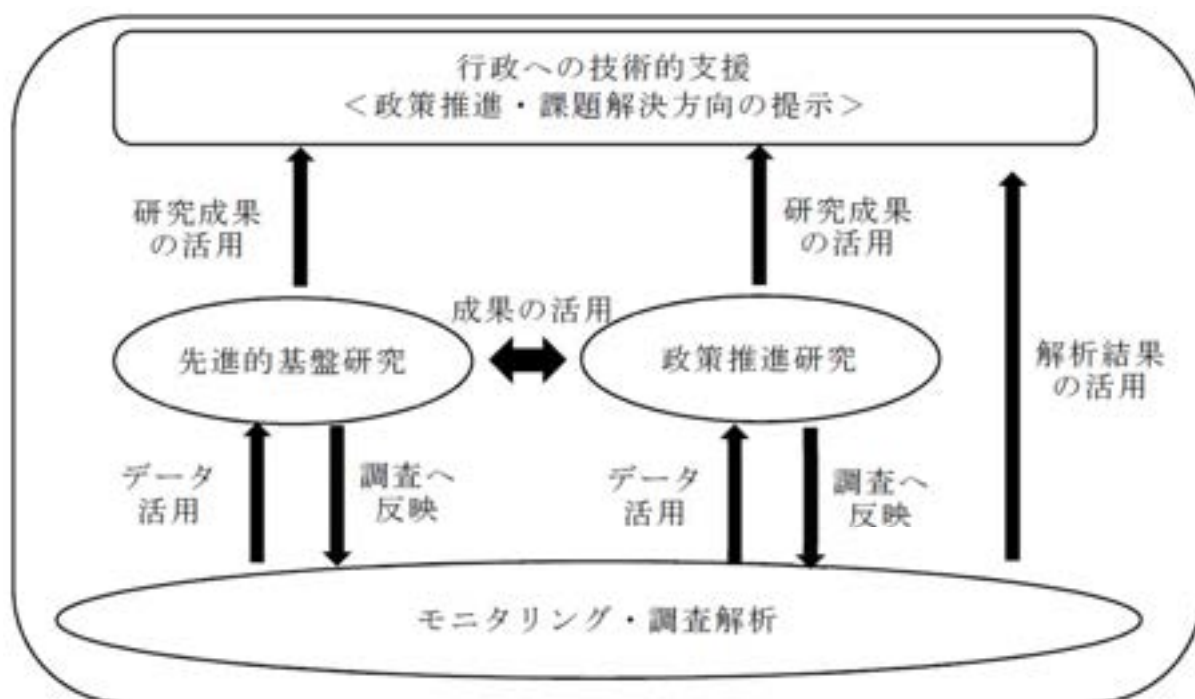 行政への技術的支援
＜政策推進・課題解決方向の提示＞
研究成果
の活用
研究成果
の活用
成果の活用
先進的基盤研究
政策推進研究
解析結果
の活用
データ
活用
調査へ
反映
データ
活用
調査へ
反映
モニタリング・調査解析